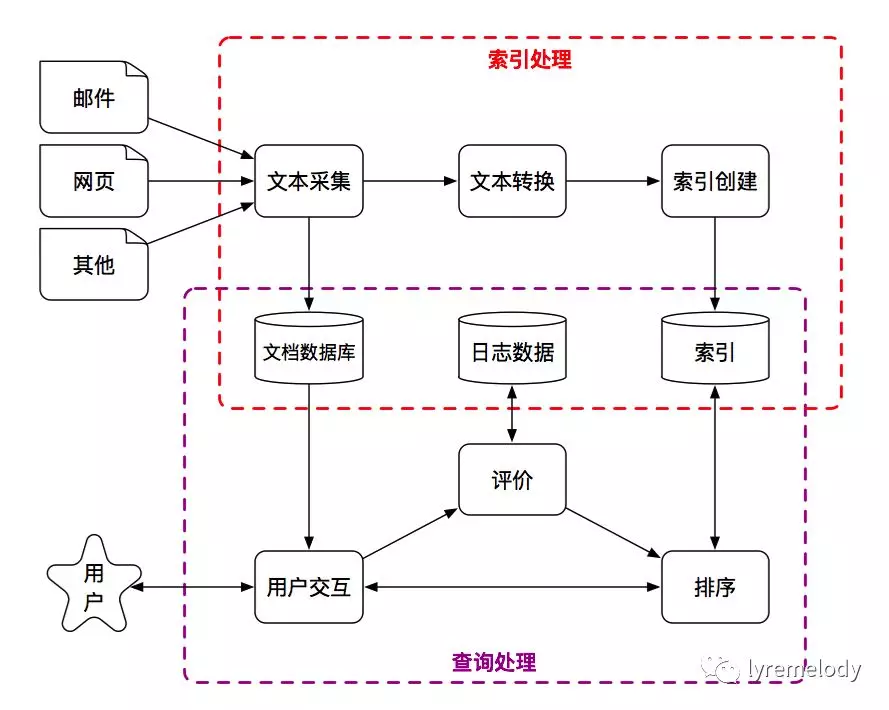 索引处理
邮件
网页
其他
文本采集
文本转换
索引创建
文档数据库
日志数据
索引
评价
用户
用户交互
排序
查询处理
lyremelody